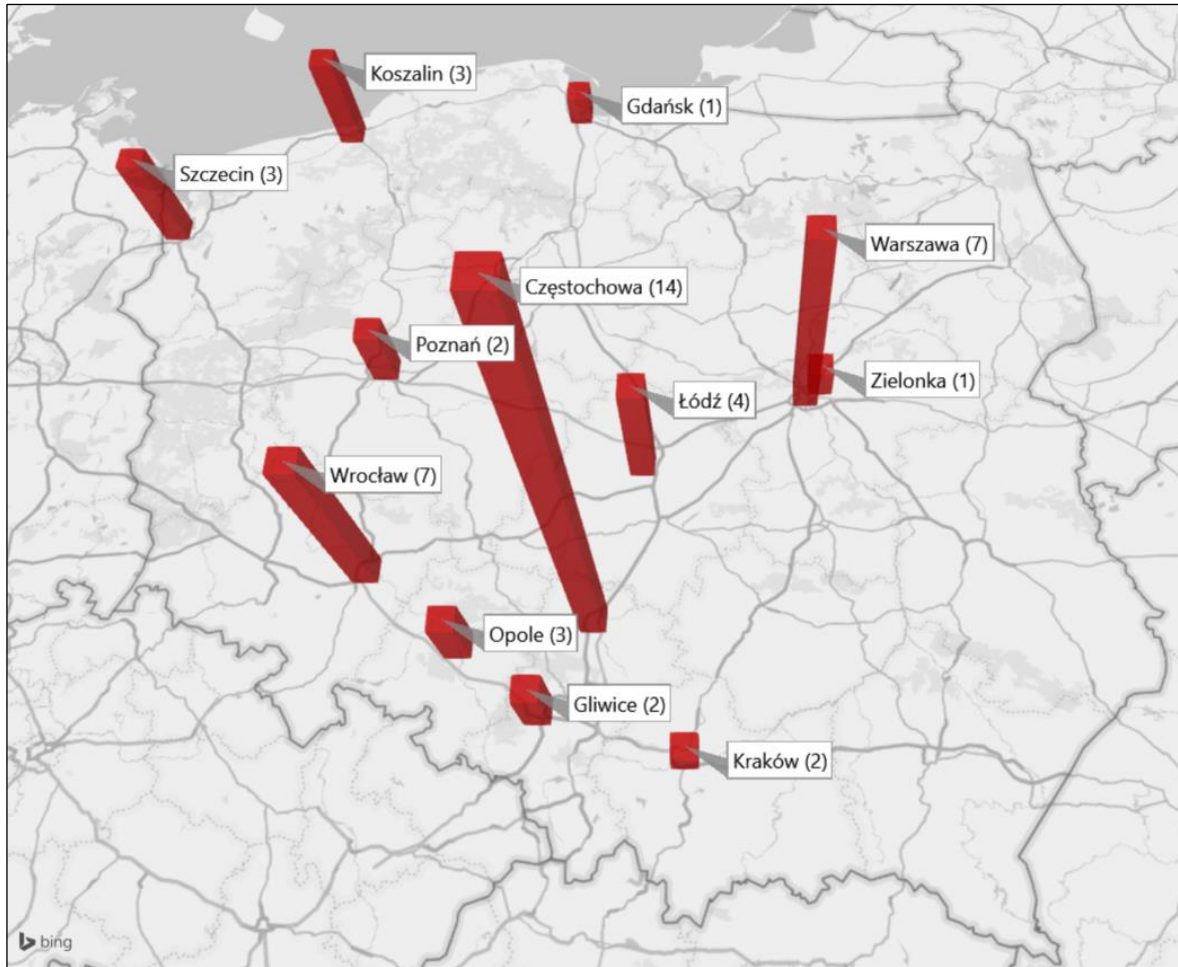 Koszalin (3)
Gdańsk (1)
Szczecin (3)
Warszawa (7)
Częstochowa (14)
Poznań (2)
Zielonka (1)
Łódź (4)
Wrocław (7)
Opole (3)
Gliwice (2)
Kraków (2)
bing